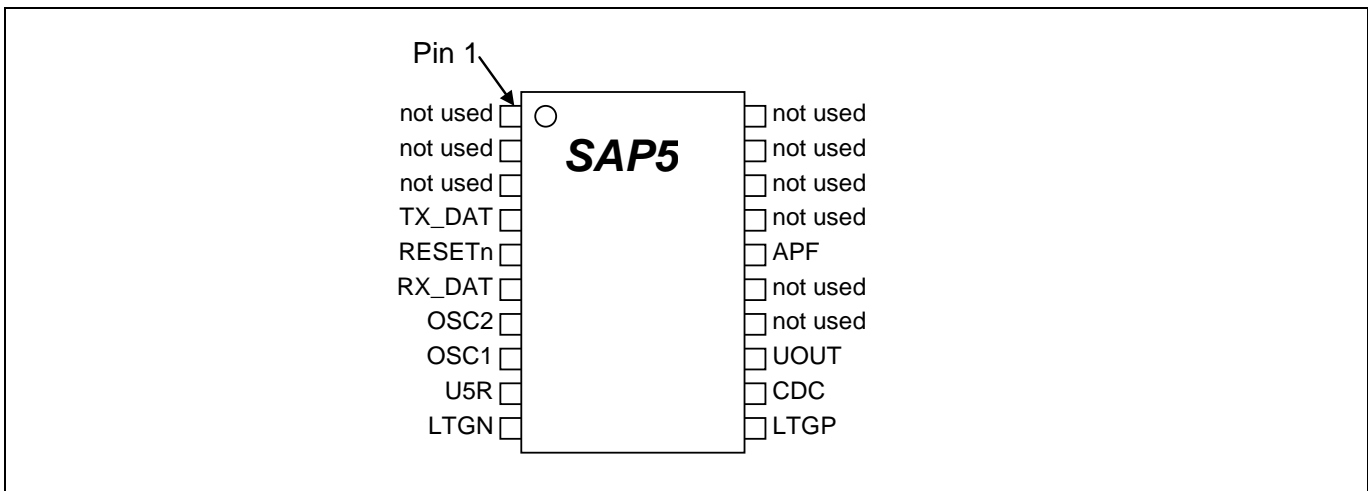 Pin 1
SAP5
not used
not used
not used
TX_DAT
RESETn
RX_DAT
OSC2
OSC1
U5R
LTGN
not used
not used
not used
not used
APF
not used
not used
UOUT
CDC
LTGP